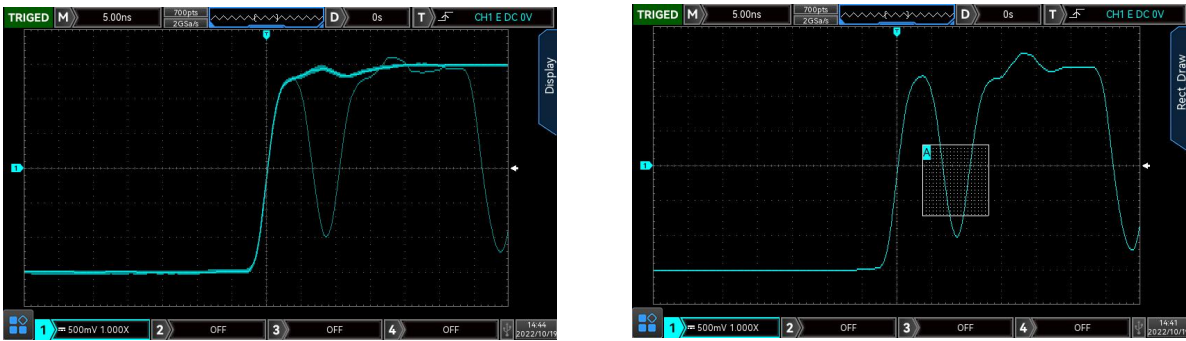 TRIGED M 5.00ns 700pts 2GSa/s D 0s T CH1 E DC 0V
T
Display
1
1 500mV 1.000X 2 OFF 3 OFF 4 OFF 14:44 2022/10/19
TRIGED M 5.00ns 700pts 2GSa/s D 0s T CH1 E DC 0V
T
Rect Draw
A
1
1 500mV 1.000X 2 OFF 3 OFF 4 OFF 14:41 2022/10/19